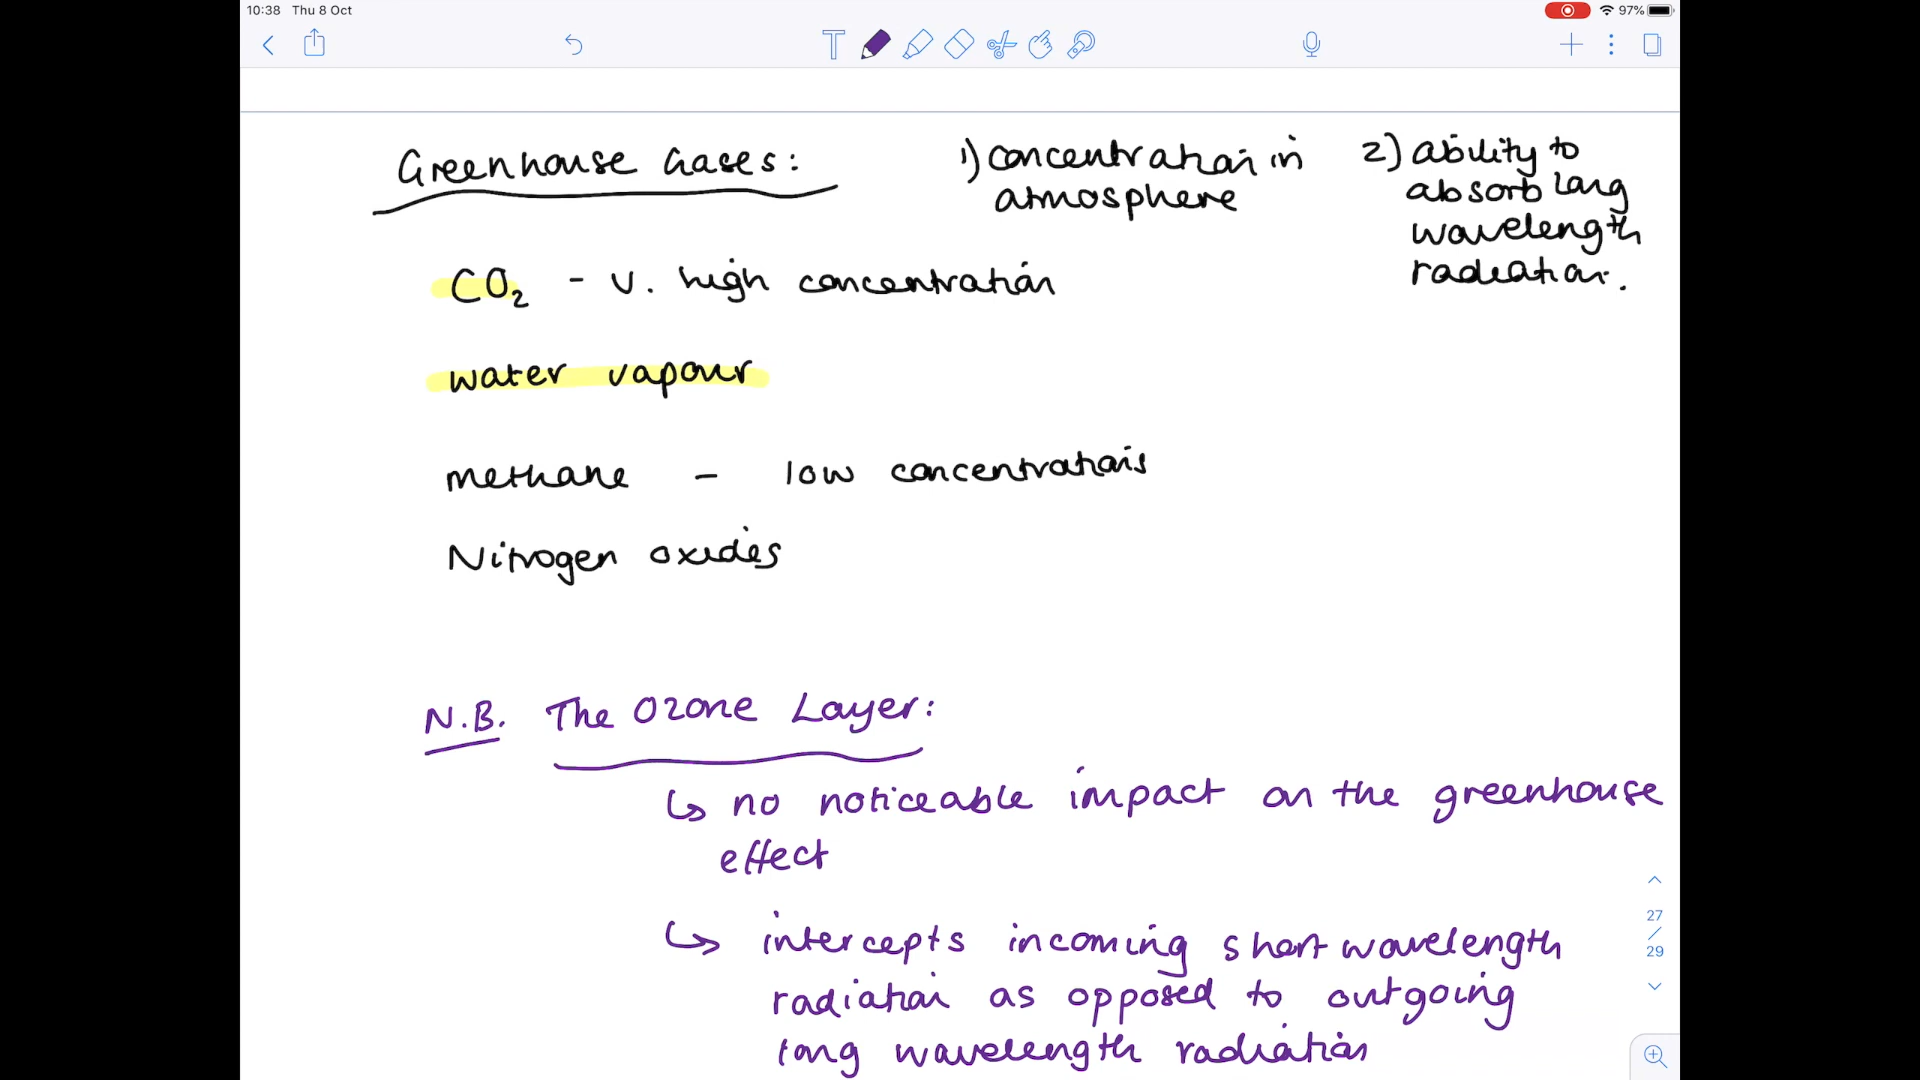 10:38 Thu 8 Oct
97%
Greenhouse Gases:
1) concentration in
atmosphere
2) ability to
absorb long
wavelength
radiation.
CO₂ - v. high concentration
water vapour
methane - low concentrations
Nitrogen oxides
N.B. The Ozone Layer:
↳ no noticeable impact on the greenhouse
effect
27
/
29
↳ intercepts incoming short wavelength
radiation as opposed to outgoing
long wavelength radiation